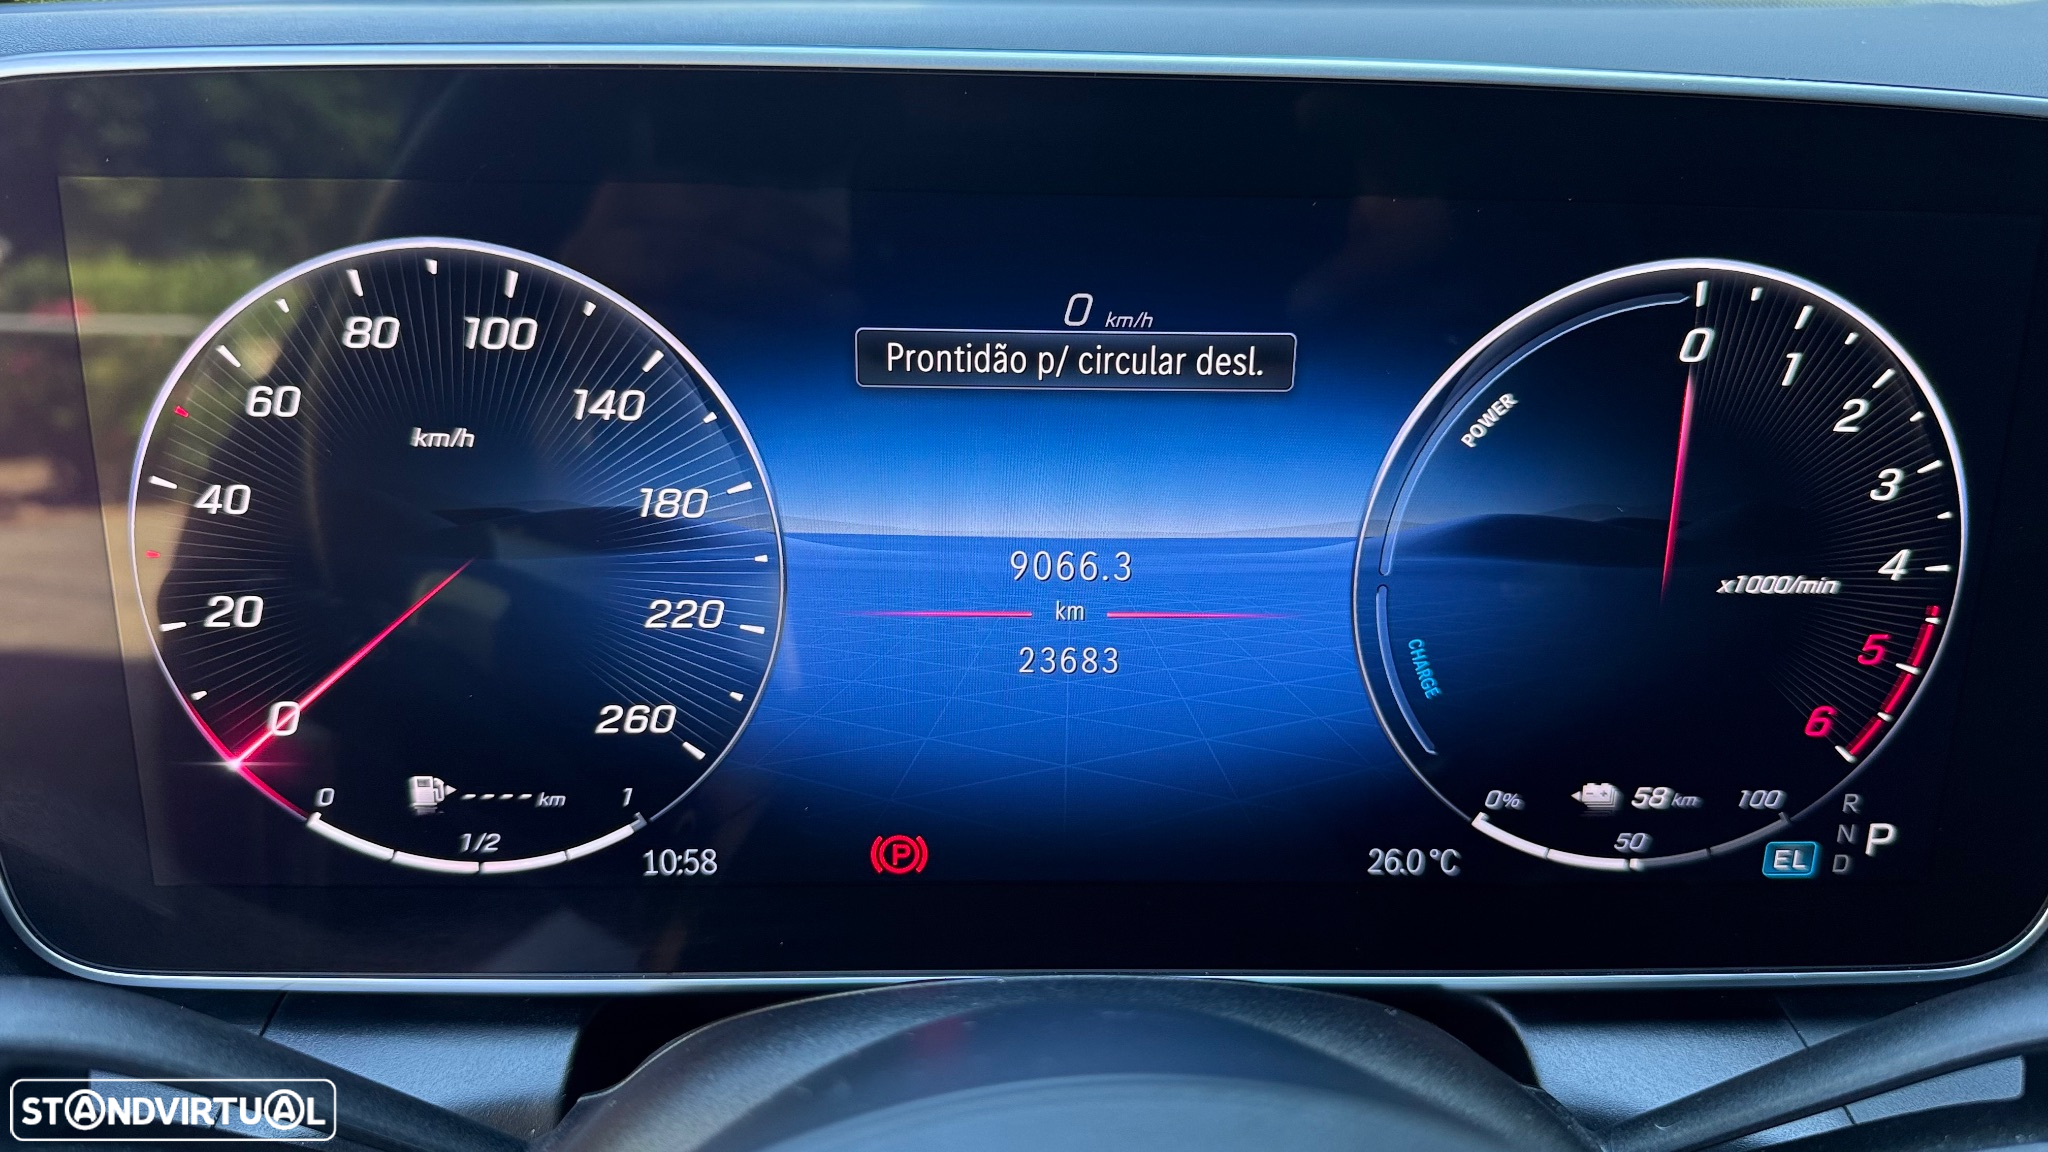 0 km/h
Prontidão p/ circular desl.
9066.3
km
23683
km/h
0
20
40
60
80
100
140
180
220
260
0 1/2 1
---- km
10:58
P
26.0 °C
POWER
CHARGE
0
1
2
3
4
5
6
x1000/min
0% 50 100
58 km
EL
R
N
D
P
STANDVIRTUAL